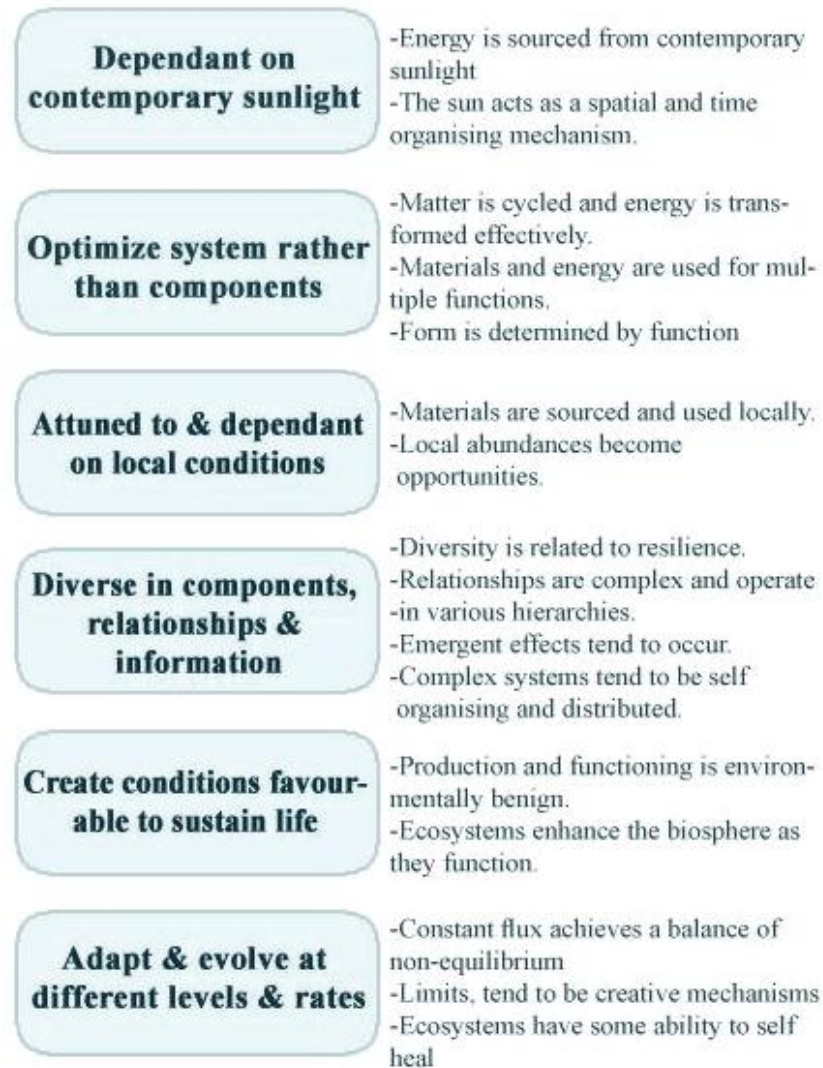 Dependant on
contemporary sunlight
-Energy is sourced from contemporary
sunlight
-The sun acts as a spatial and time
organising mechanism.
Optimize system rather
than components
-Matter is cycled and energy is trans-
formed effectively.
-Materials and energy are used for mul-
tiple functions.
-Form is determined by function
Attuned to & dependant
on local conditions
-Materials are sourced and used locally.
-Local abundances become
opportunities.
Diverse in components,
relationships &
information
-Diversity is related to resilience.
-Relationships are complex and operate
-in various hierarchies.
-Emergent effects tend to occur.
-Complex systems tend to be self
organising and distributed.
Create conditions favour-
able to sustain life
-Production and functioning is environ-
mentally benign.
-Ecosystems enhance the biosphere as
they function.
Adapt & evolve at
different levels & rates
-Constant flux achieves a balance of
non-equilibrium
-Limits, tend to be creative mechanisms
-Ecosystems have some ability to self
heal